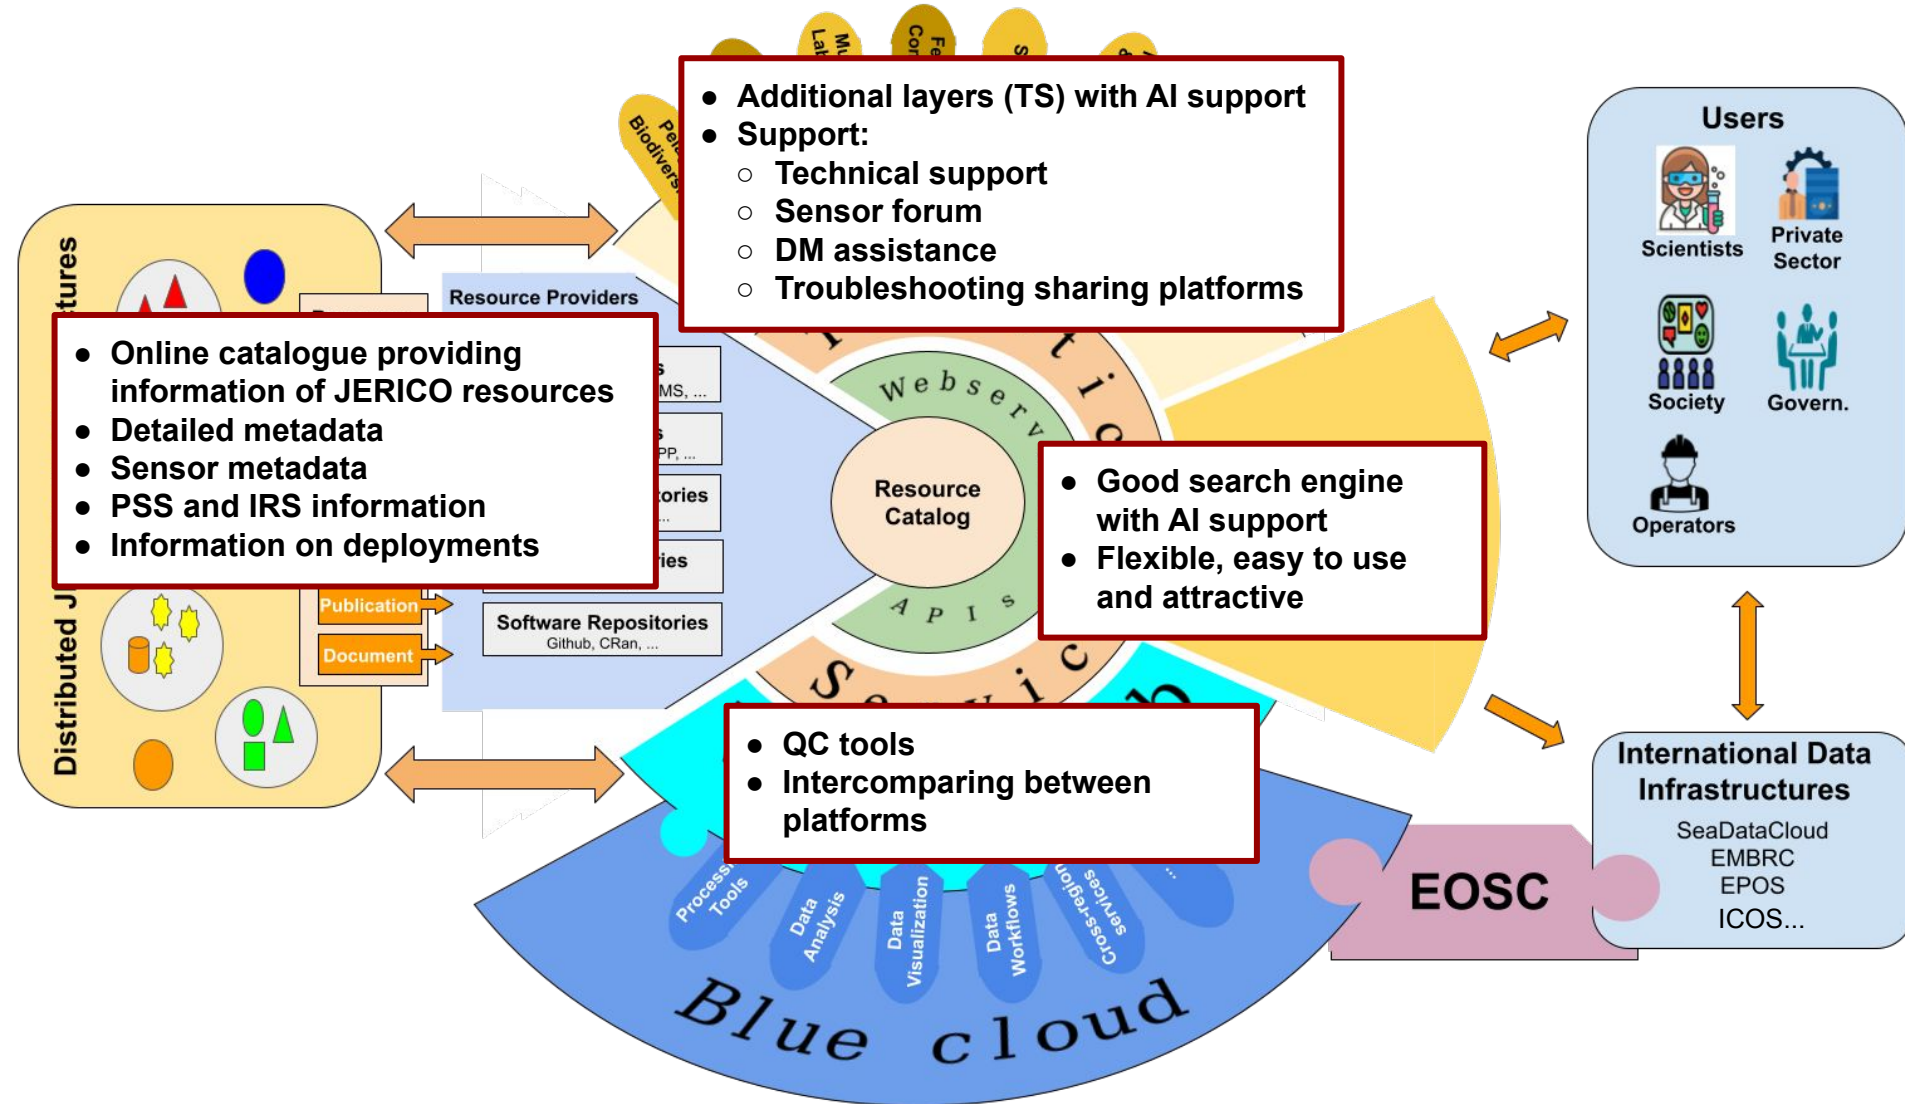 ● Additional layers (TS) with AI support
● Support:
○ Technical support
○ Sensor forum
○ DM assistance
○ Troubleshooting sharing platforms
Users
Scientists
Private
Sector
Society
Govern.
Operators
Distributed
Resource Providers
● Online catalogue providing
information of JERICO resources
● Detailed metadata
● Sensor metadata
● PSS and IRS information
● Information on deployments
Publication
Document
Software Repositories
Github, CRan, ...
Resource
Catalog
APIs
● Good search engine
with AI support
● Flexible, easy to use
and attractive
● QC tools
● Intercomparing between
platforms
Tools
Data
Analysis
Data
Visualization
Data
Workflows
Cross-region
services
...
Blue cloud
EOSC
International Data
Infrastructures
SeaDataCloud
EMBRC
EPOS
ICOS...